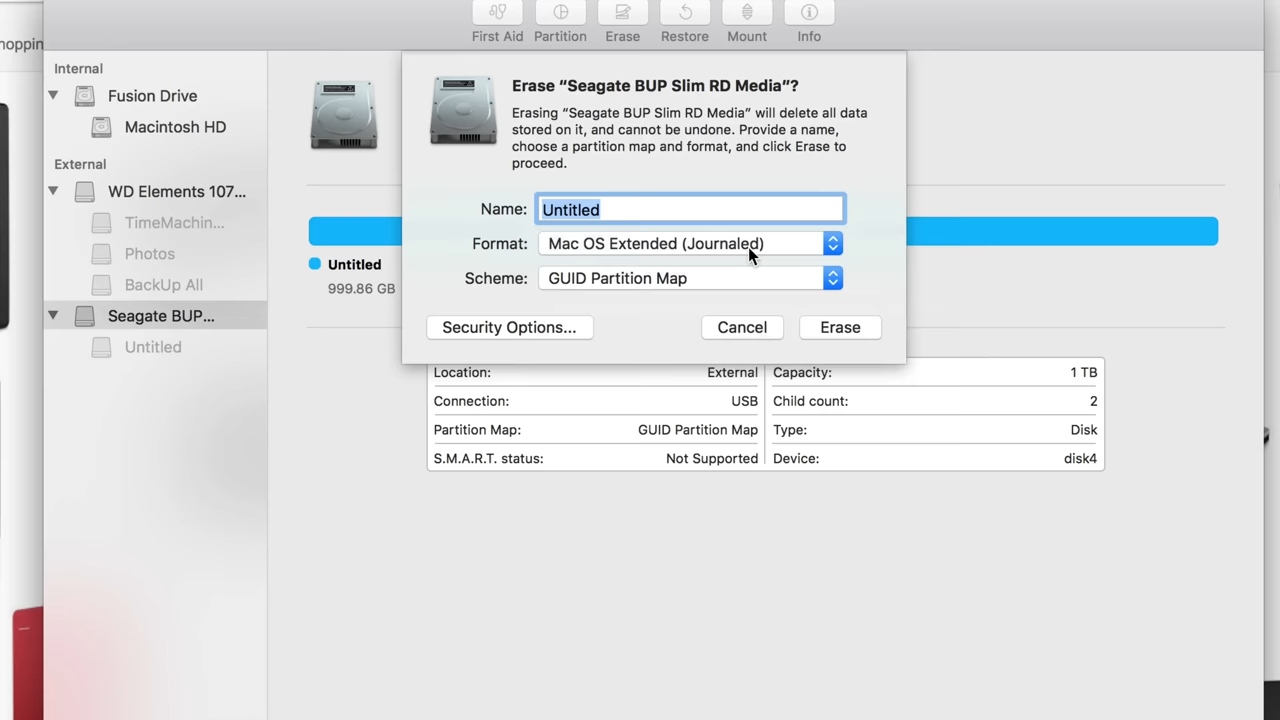 hoppin
First Aid
Partition
Erase
Restore
Mount
Info
Internal
Fusion Drive
Macintosh HD
External
WD Elements 107...
TimeMachin...
Photos
BackUp All
Seagate BUP...
Untitled
Untitled
999.86 GB
Erase “Seagate BUP Slim RD Media”?
Erasing “Seagate BUP Slim RD Media” will delete all data
stored on it, and cannot be undone. Provide a name,
choose a partition map and format, and click Erase to
proceed.
Name: Untitled
Format: Mac OS Extended (Journaled)
Scheme: GUID Partition Map
Security Options...
Cancel
Erase
Location: External
Capacity: 1 TB
Connection: USB
Child count: 2
Partition Map: GUID Partition Map
Type: Disk
S.M.A.R.T. status: Not Supported
Device: disk4